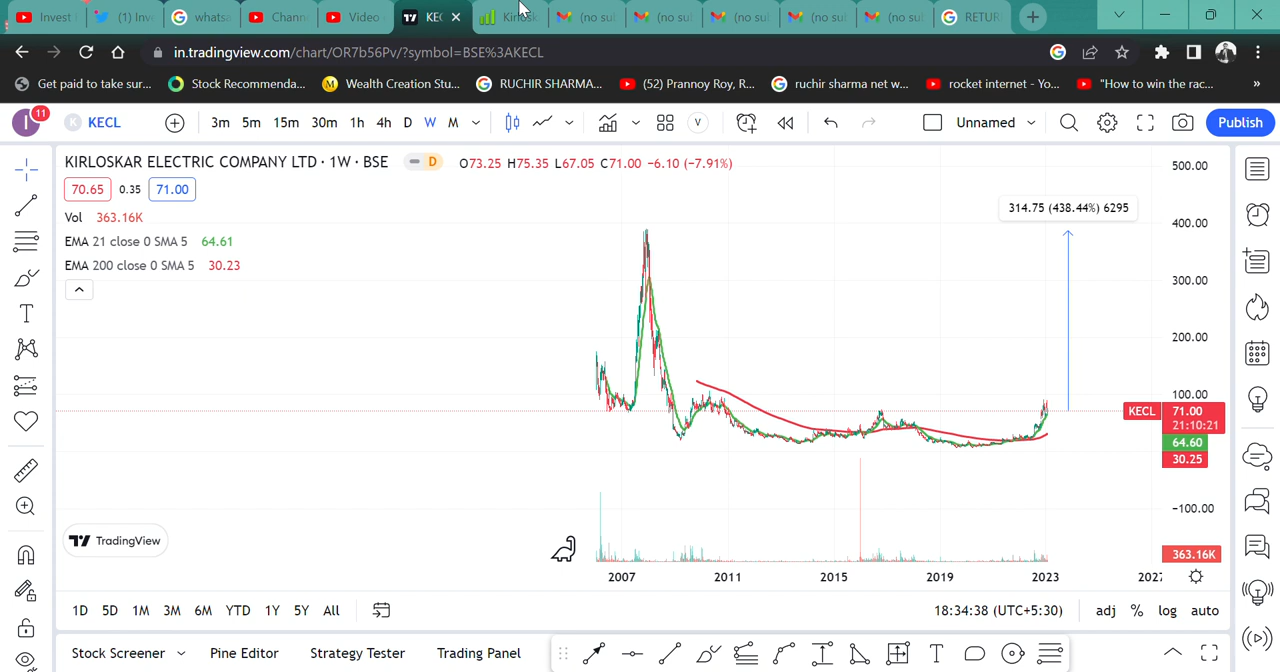 Invest
(1) Inv
whats
Chann
Video
KEC
Kirlosk
(no su
(no sul
(no su
(no sul
(no sul
RETUR
in.tradingview.com/chart/OR7b56Pv/?symbol=BSE%3AKECL
Get paid to take sur...
Stock Recommenda...
Wealth Creation Stu...
RUCHIR SHARMA...
(52) Prannoy Roy, R...
ruchir sharma net w...
rocket internet - Yo...
"How to win the rac...
»
I 11 K KECL 3m 5m 15m 30m 1h 4h D W M V Unnamed Publish
KIRLOSKAR ELECTRIC COMPANY LTD · 1W · BSE D O73.25 H75.35 L67.05 C71.00 −6.10 (−7.91%)
70.65 0.35 71.00
Vol 363.16K
EMA 21 close 0 SMA 5 64.61
EMA 200 close 0 SMA 5 30.23
314.75 (438.44%) 6295
500.00
400.00
300.00
200.00
100.00
KECL 71.00
21:10:21
64.60
30.25
−100.00
363.16K
TradingView
2007 2011 2015 2019 2023 2027
1D 5D 1M 3M 6M YTD 1Y 5Y All 18:34:38 (UTC+5:30) adj % log auto
Stock Screener Pine Editor Strategy Tester Trading Panel